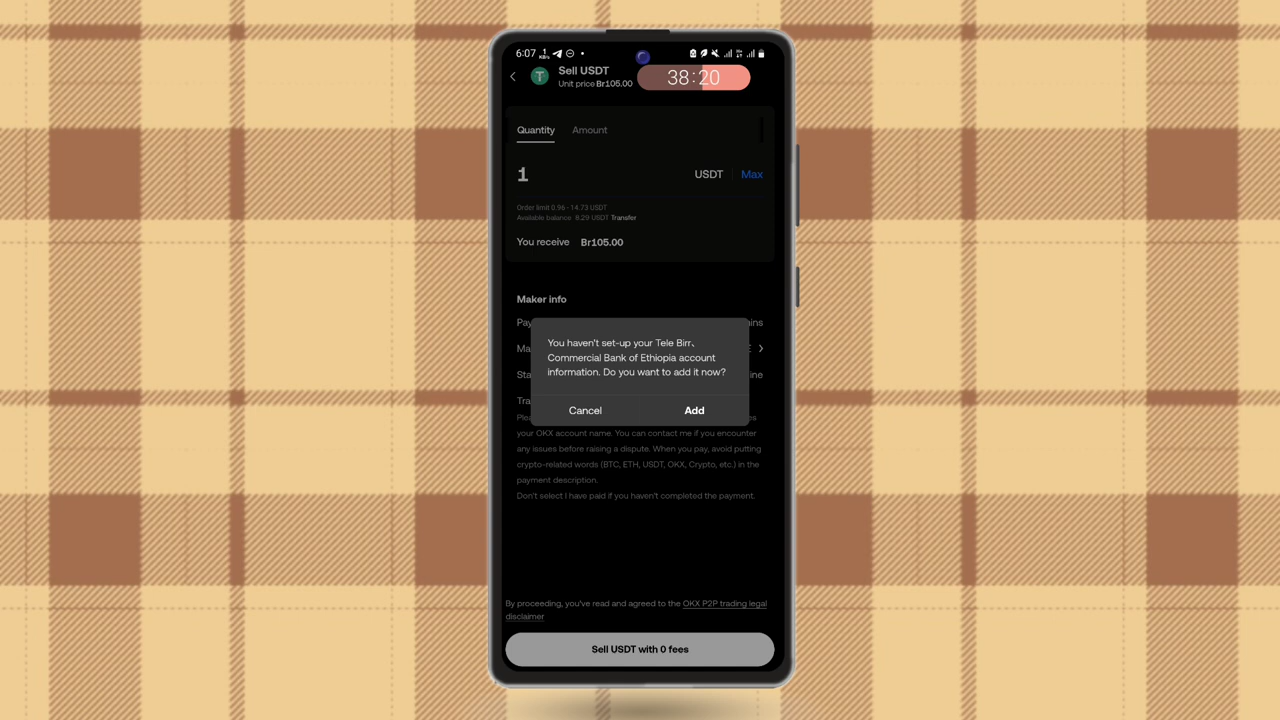 6:07 1 KB/s
Sell USDT
Unit price Br105.00
38:20
Quantity Amount
1 USDT Max
Order limit 0.96 - 14.73 USDT
Available balance 8.29 USDT Transfer
You receive Br105.00
Maker info
You haven't set-up your Tele Birr、
Commercial Bank of Ethiopia account
information. Do you want to add it now?
Cancel Add
your OKX account name. You can contact me if you encounter
any issues before raising a dispute. When you pay, avoid putting
crypto-related words (BTC, ETH, USDT, OKX, Crypto, etc.) in the
payment description.
Don't select I have paid if you haven't completed the payment.
By proceeding, you've read and agreed to the OKX P2P trading legal
disclaimer
Sell USDT with 0 fees